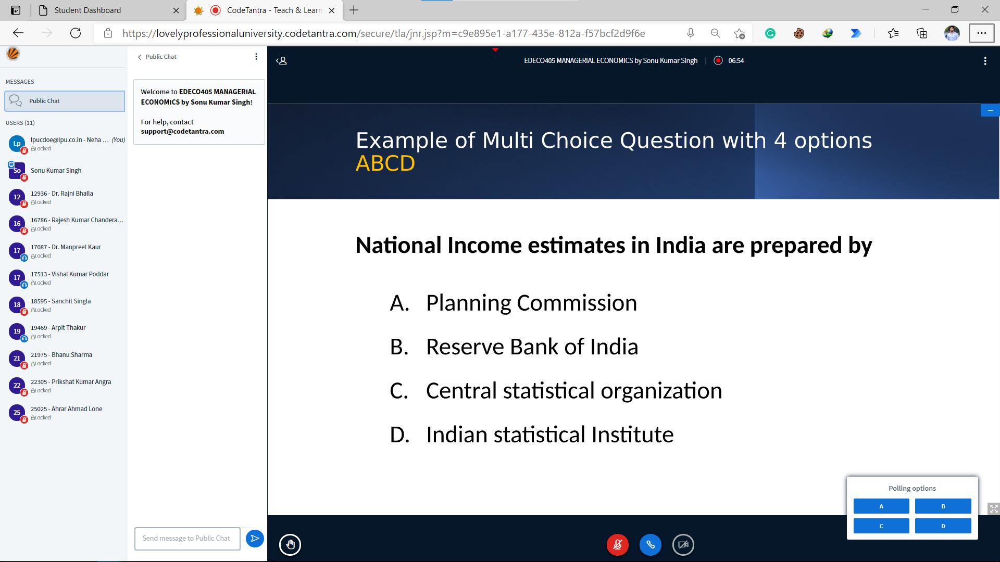 Student Dashboard
CodeTantra - Teach & Learn
https://lovelyprofessionaluniversity.codetantra.com/secure/tla/jnr.jsp?m=c9e895e1-a177-435e-812a-f57bcf2d9f6e
MESSAGES
Public Chat
USERS (11)
Lp
lpucdoe@lpu.co.in - Neha ... (You)
Locked
So
Sonu Kumar Singh
12
12936 - Dr. Rajni Bhalla
Locked
16
16786 - Rajesh Kumar Chandera...
Locked
17
17087 - Dr. Manpreet Kaur
Locked
17
17513 - Vishal Kumar Poddar
Locked
18
18595 - Sanchit Singla
Locked
19
19469 - Arpit Thakur
Locked
21
21975 - Bhanu Sharma
Locked
22
22305 - Prikshat Kumar Angra
Locked
25
25025 - Ahrar Ahmad Lone
Locked
Public Chat
Welcome to EDECO405 MANAGERIAL
ECONOMICS by Sonu Kumar Singh!
For help, contact
support@codetantra.com
Send message to Public Chat
EDECO405 MANAGERIAL ECONOMICS by Sonu Kumar Singh
06:54
Example of Multi Choice Question with 4 options
ABCD
National Income estimates in India are prepared by
A. Planning Commission
B. Reserve Bank of India
C. Central statistical organization
D. Indian statistical Institute
Polling options
A
B
C
D